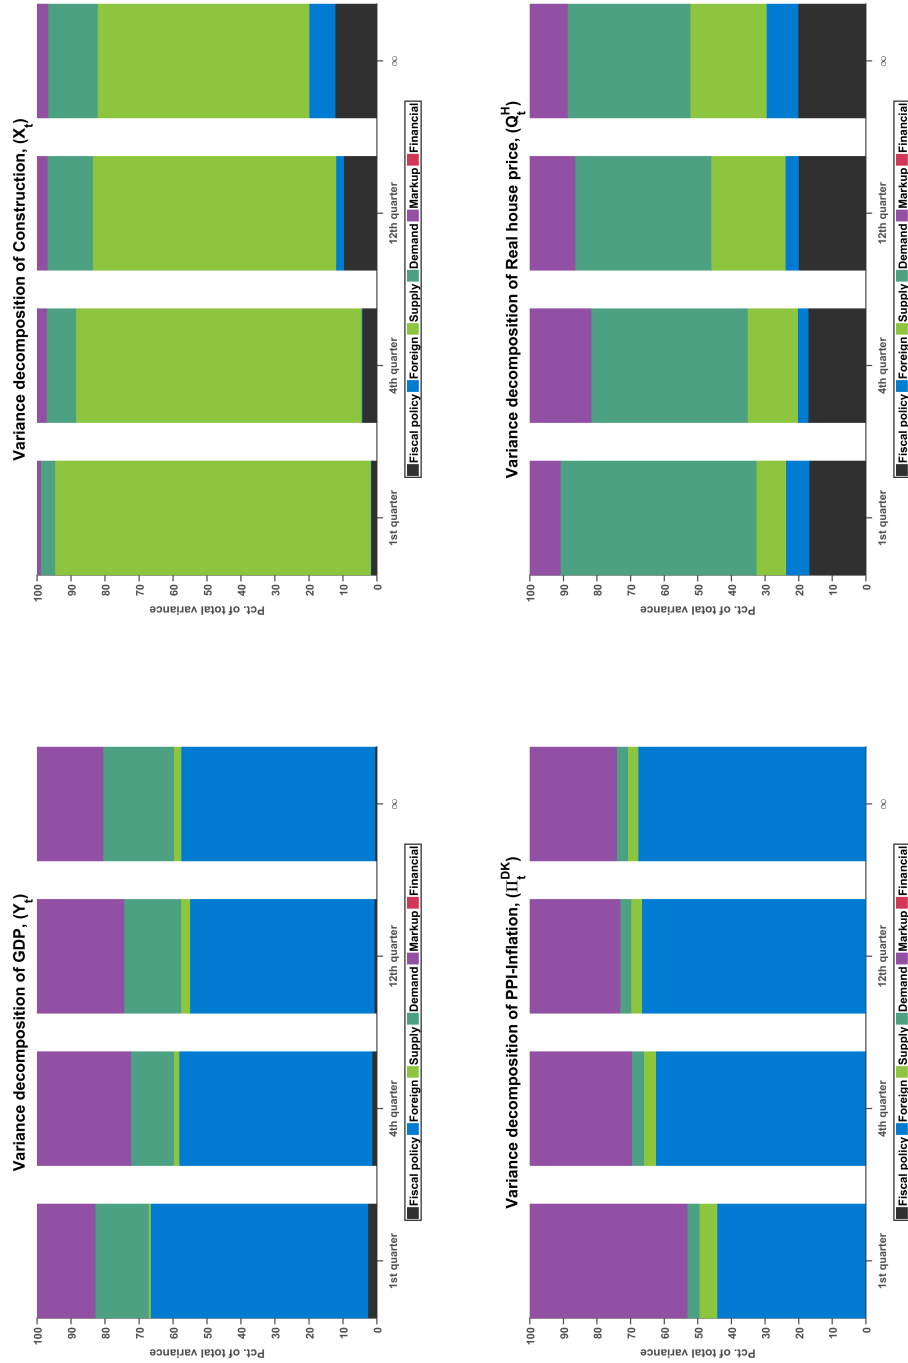 Variance decomposition of GDP, (Y_t)
Pct. of total variance
100
90
80
70
60
50
40
30
20
10
0
1st quarter 4th quarter 12th quarter ∞
Fiscal policy Foreign Supply Demand Markup Financial
Variance decomposition of Construction, (X_t)
Pct. of total variance
100
90
80
70
60
50
40
30
20
10
0
1st quarter 4th quarter 12th quarter ∞
Fiscal policy Foreign Supply Demand Markup Financial
Variance decomposition of PPI-Inflation, (Π_t^DK)
Pct. of total variance
100
90
80
70
60
50
40
30
20
10
0
1st quarter 4th quarter 12th quarter ∞
Fiscal policy Foreign Supply Demand Markup Financial
Variance decomposition of Real house price, (Q_t^H)
Pct. of total variance
100
90
80
70
60
50
40
30
20
10
0
1st quarter 4th quarter 12th quarter ∞
Fiscal policy Foreign Supply Demand Markup Financial